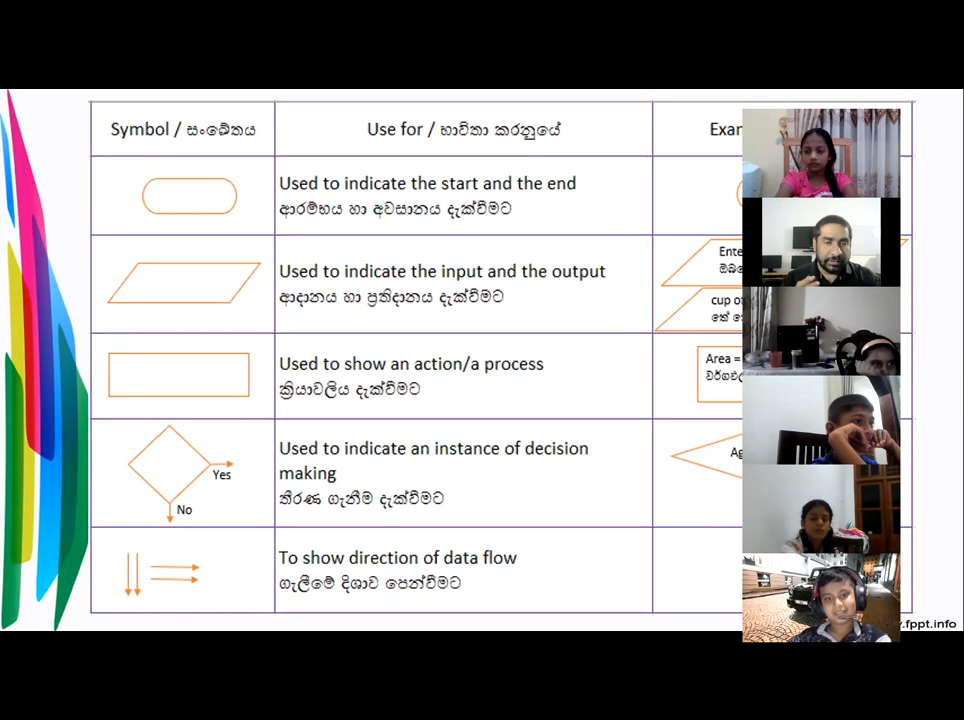 Symbol / සංඛේතය
Use for / භාවිතා කරනුයේ
Used to indicate the start and the end
ආරම්භය හා අවසානය දැක්වීමට
Used to indicate the input and the output
ආදානය හා ප්‍රතිදානය දැක්වීමට
cup
Used to show an action/a process
ක්‍රියාවලිය දැක්වීමට
Area =
Yes
No
Used to indicate an instance of decision
making
තීරණ ගැනීම දැක්වීමට
To show direction of data flow
ගැලීමේ දිශාව පෙන්වීමට
.fppt.info